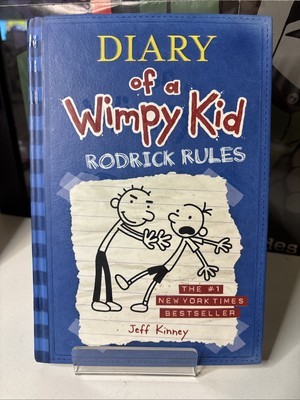 DIARY
of a
Wimpy Kid
RODRICK RULES
THE #1
NEW YORK TIMES
BESTSELLER
Jeff Kinney